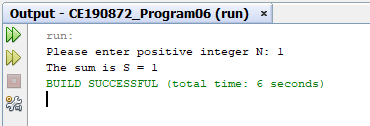 Output - CE190872_Program06 (run) ×
run:
Please enter positive integer N: 1
The sum is S = 1
BUILD SUCCESSFUL (total time: 6 seconds)